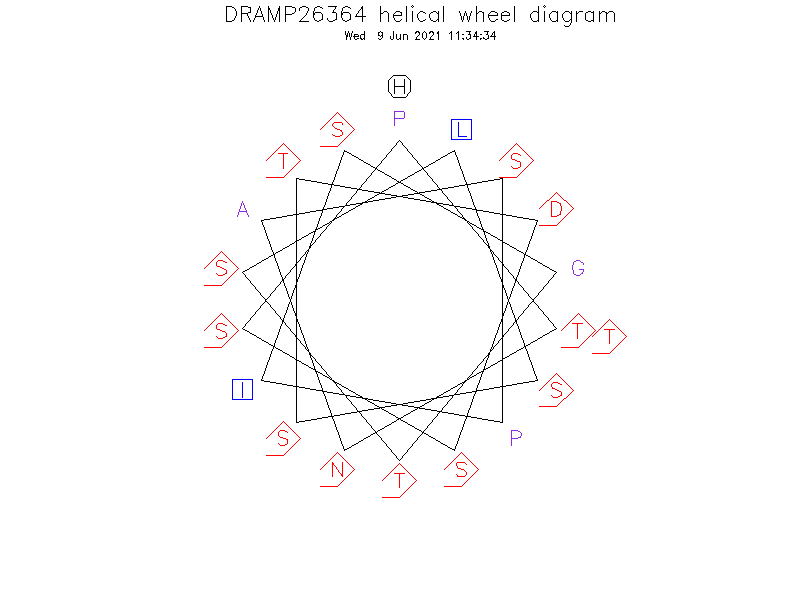 DRAMP26364 helical wheel diagram
Wed 9 Jun 2021 11:34:34
H
S P L
T S
A D
S G
S T T
I S
S P
N T S